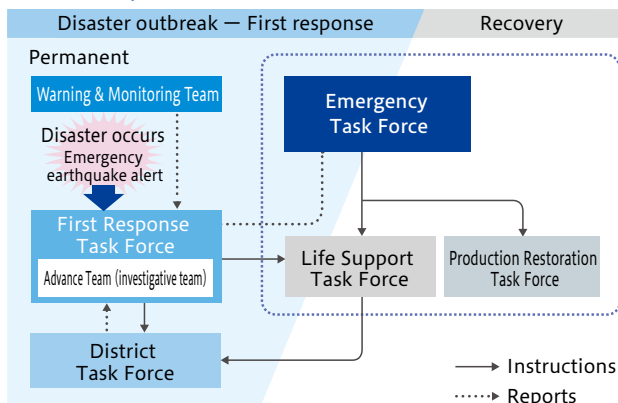 Disaster outbreak — First response
Recovery
Permanent
Warning & Monitoring Team
Disaster occurs
Emergency
earthquake alert
Emergency
Task Force
First Response
Task Force
Advance Team (investigative team)
Life Support
Task Force
Production Restoration
Task Force
District
Task Force
Instructions
Reports